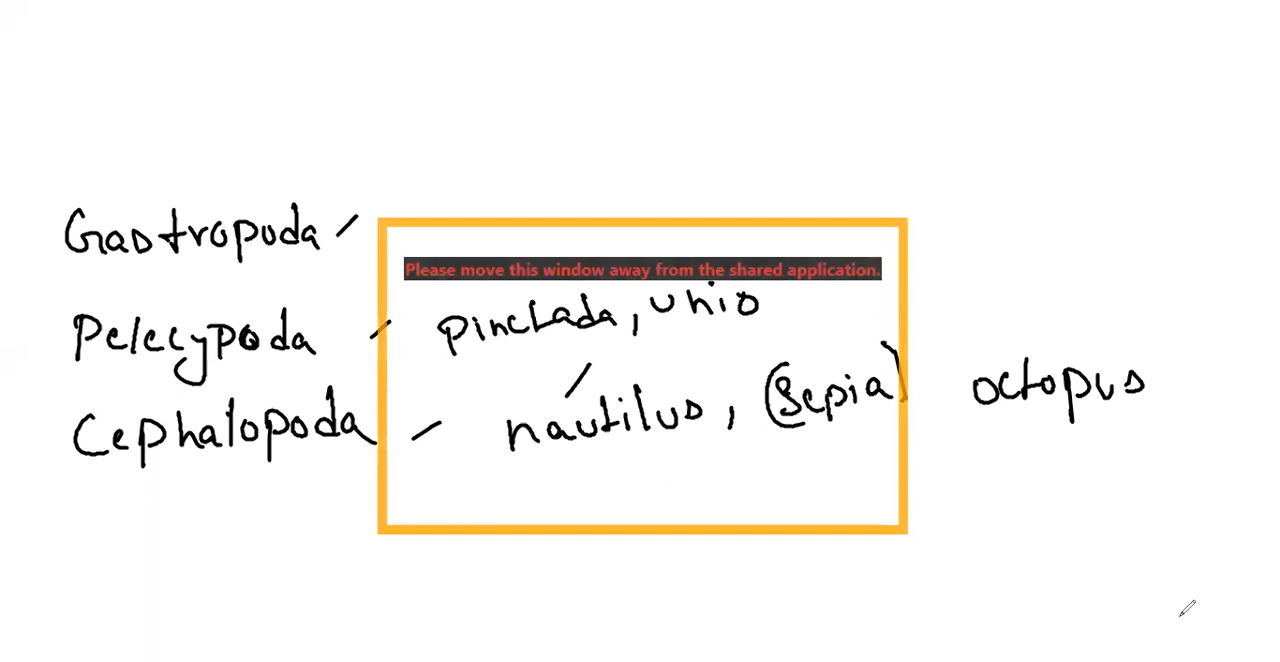 Gastropoda -
Please move this window away from the shared application.
Pelecypoda - pinctada, unio
Cephalopoda - nautilus, (Sepia) octopus